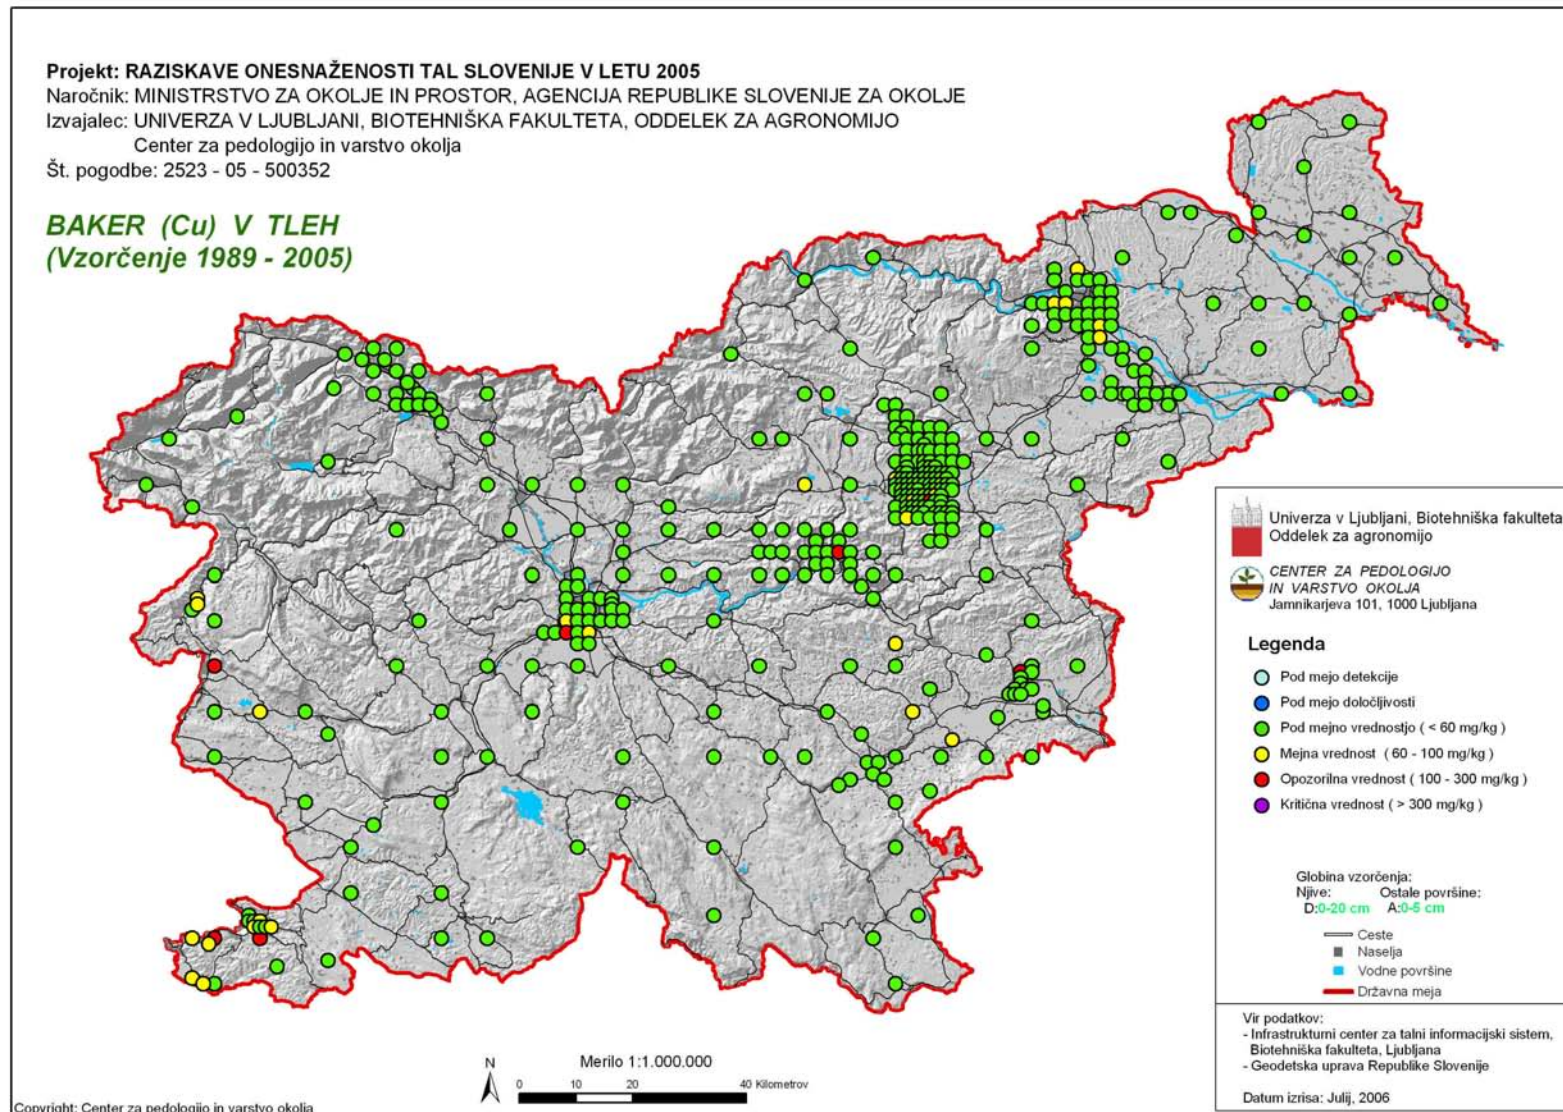 Projekt: RAZISKAVE ONESNAŽENOSTI TAL SLOVENIJE V LETU 2005
Naročnik: MINISTRSTVO ZA OKOLJE IN PROSTOR, AGENCIJA REPUBLIKE SLOVENIJE ZA OKOLJE
Izvajalec: UNIVERZA V LJUBLJANI, BIOTEHNIŠKA FAKULTETA, ODDELEK ZA AGRONOMIJO
Center za pedologijo in varstvo okolja
Št. pogodbe: 2523 - 05 - 500352
BAKER (Cu) V TLEH
(Vzorčenje 1989 - 2005)
Univerza v Ljubljani, Biotehniška fakulteta
Oddelek za agronomijo
CENTER ZA PEDOLOGIJO
IN VARSTVO OKOLJA
Jamnikarjeva 101, 1000 Ljubljana
Legenda
Pod mejo detekcije
Pod mejo določljivosti
Pod mejno vrednostjo ( < 60 mg/kg )
Mejna vrednost ( 60 - 100 mg/kg )
Opozorilna vrednost ( 100 - 300 mg/kg )
Kritična vrednost ( > 300 mg/kg )
Globina vzorčenja:
Njive: Ostale površine:
D:0-20 cm A:0-5 cm
Ceste
Naselja
Vodne površine
Državna meja
Vir podatkov:
- Infrastrukturni center za talni informacijski sistem,
Biotehniška fakulteta, Ljubljana
- Geodetska uprava Republike Slovenije
Datum izrisa: Julij, 2006
N
Merilo 1:1.000.000
0 10 20 40 Kilometrov
Copyright: Center za pedologijo in varstvo okolja